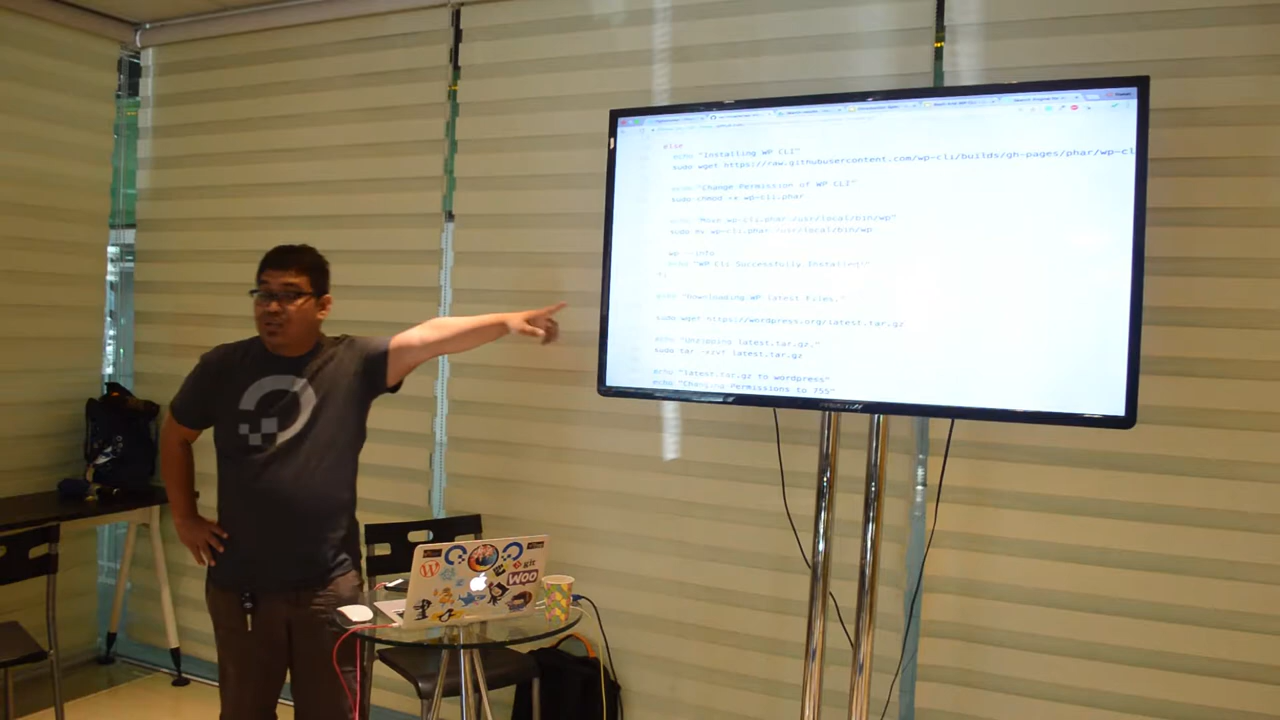 else
echo "Installing WP CLI"
sudo wget https://raw.githubusercontent.com/wp-cli/builds/gh-pages/phar/wp-cl
echo "Change Permission of WP CLI"
sudo chmod +x wp-cli.phar
echo "Move wp-cli.phar /usr/local/bin/wp"
sudo mv wp-cli.phar /usr/local/bin/wp
wp --info
echo "WP Cli Successfully Installed!"
echo "Downloading WP Latest Files."
sudo wget https://wordpress.org/latest.tar.gz
echo "Unzipping latest.tar.gz."
sudo tar latest.tar.gz
echo "latest.tar.gz to wordpress"
echo "Changing Permissions to 755"
git
WOO